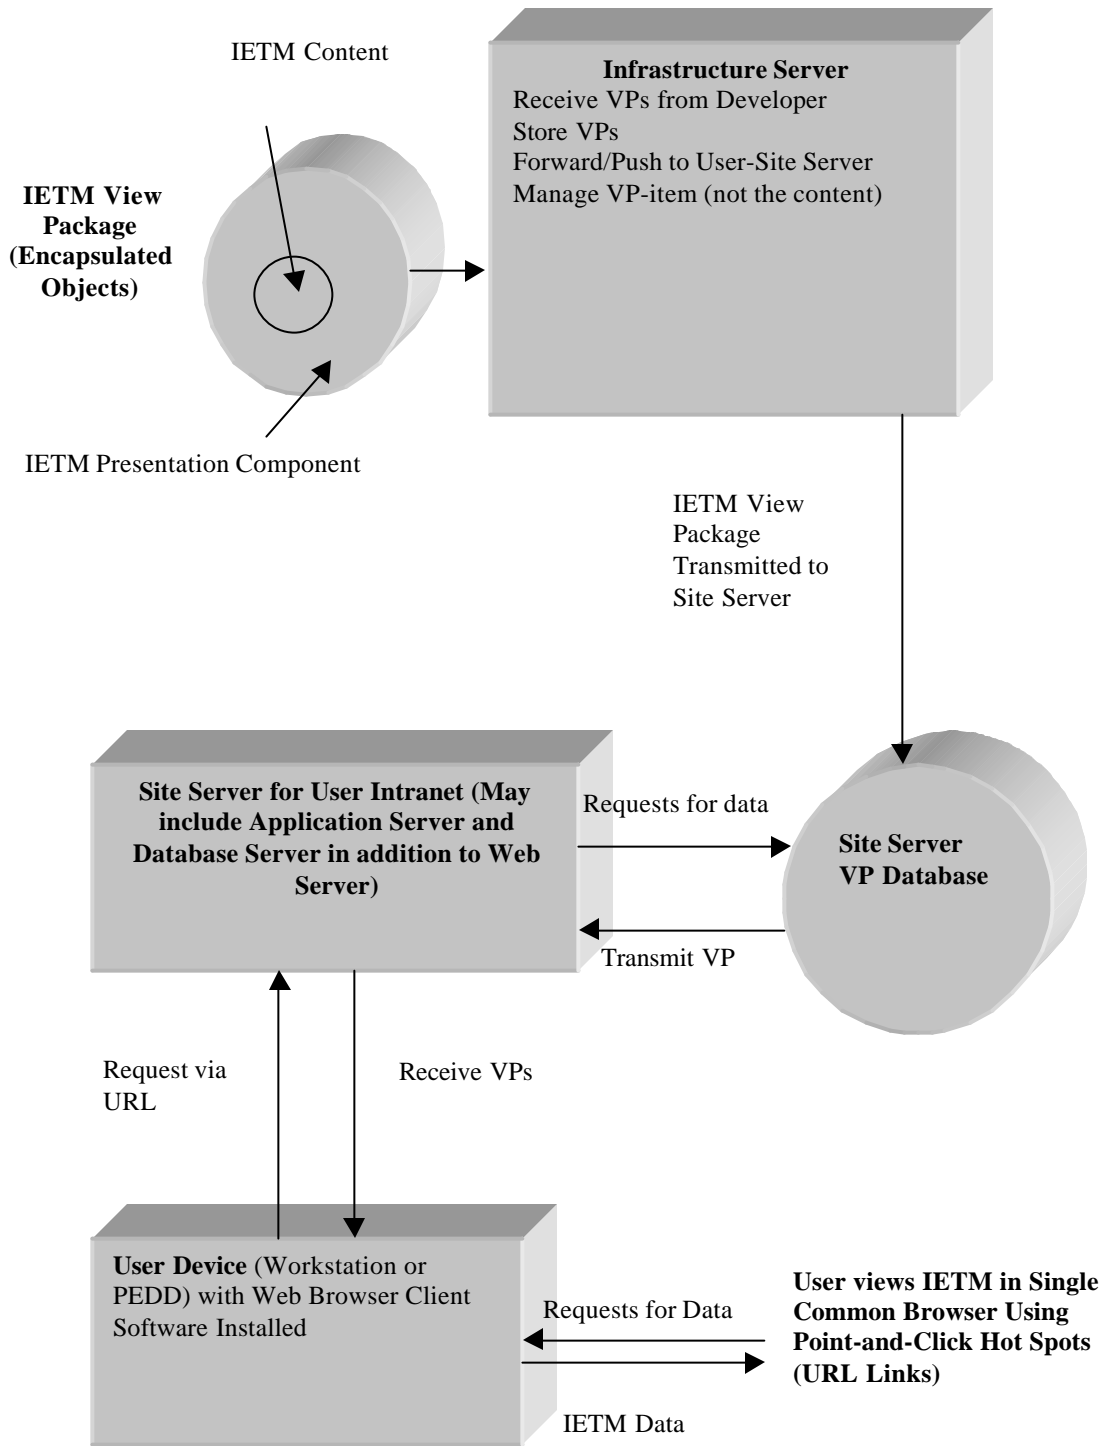 IETM Content
IETM View
Package
(Encapsulated
Objects)
IETM Presentation Component
Infrastructure Server
Receive VPs from Developer
Store VPs
Forward/Push to User-Site Server
Manage VP-item (not the content)
IETM View
Package
Transmitted to
Site Server
Site Server for User Intranet (May
include Application Server and
Database Server in addition to Web
Server)
Requests for data
Transmit VP
Site Server
VP Database
Request via
URL
Receive VPs
User Device (Workstation or
PEDD) with Web Browser Client
Software Installed
Requests for Data
IETM Data
User views IETM in Single
Common Browser Using
Point-and-Click Hot Spots
(URL Links)